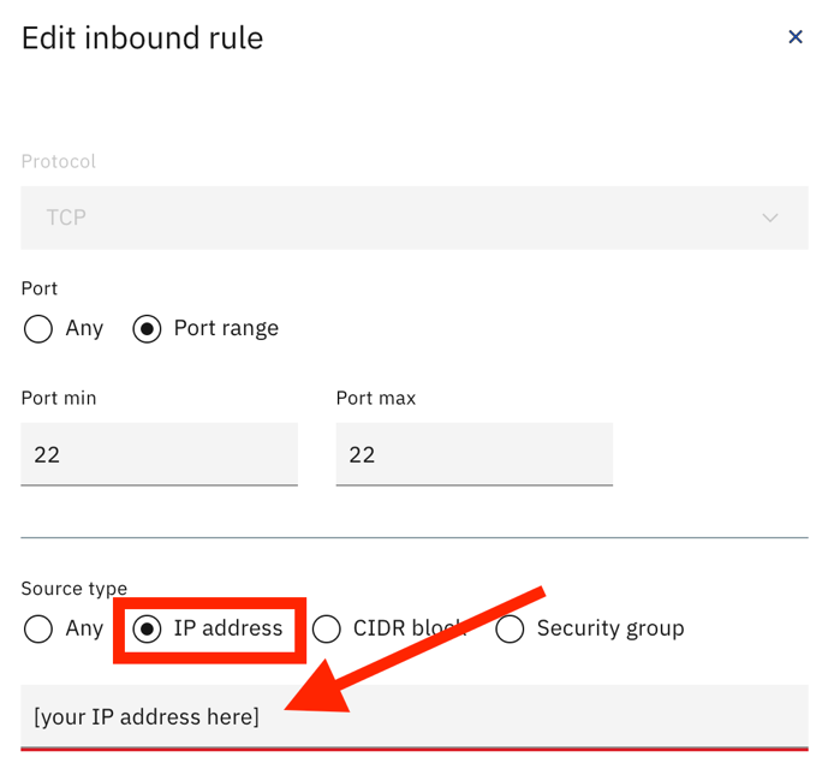 Edit inbound rule
Protocol
TCP
Port
Any Port range
Port min Port max
22 22
Source type
Any IP address CIDR block Security group
[your IP address here]